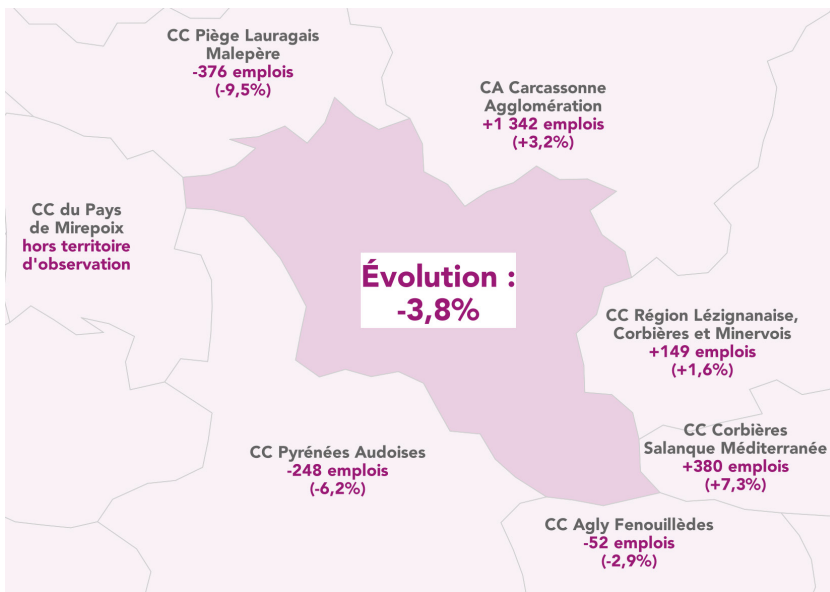 CC Piège Lauragais
Malepère
-376 emplois
(-9,5%)
CA Carcassonne
Agglomération
+1 342 emplois
(+3,2%)
CC du Pays
de Mirepoix
hors territoire
d'observation
Évolution :
-3,8%
CC Région Lézignanaise,
Corbières et Minervois
+149 emplois
(+1,6%)
CC Corbières
Salanque Méditerranée
+380 emplois
(+7,3%)
CC Pyrénées Audoises
-248 emplois
(-6,2%)
CC Agly Fenouillèdes
-52 emplois
(-2,9%)